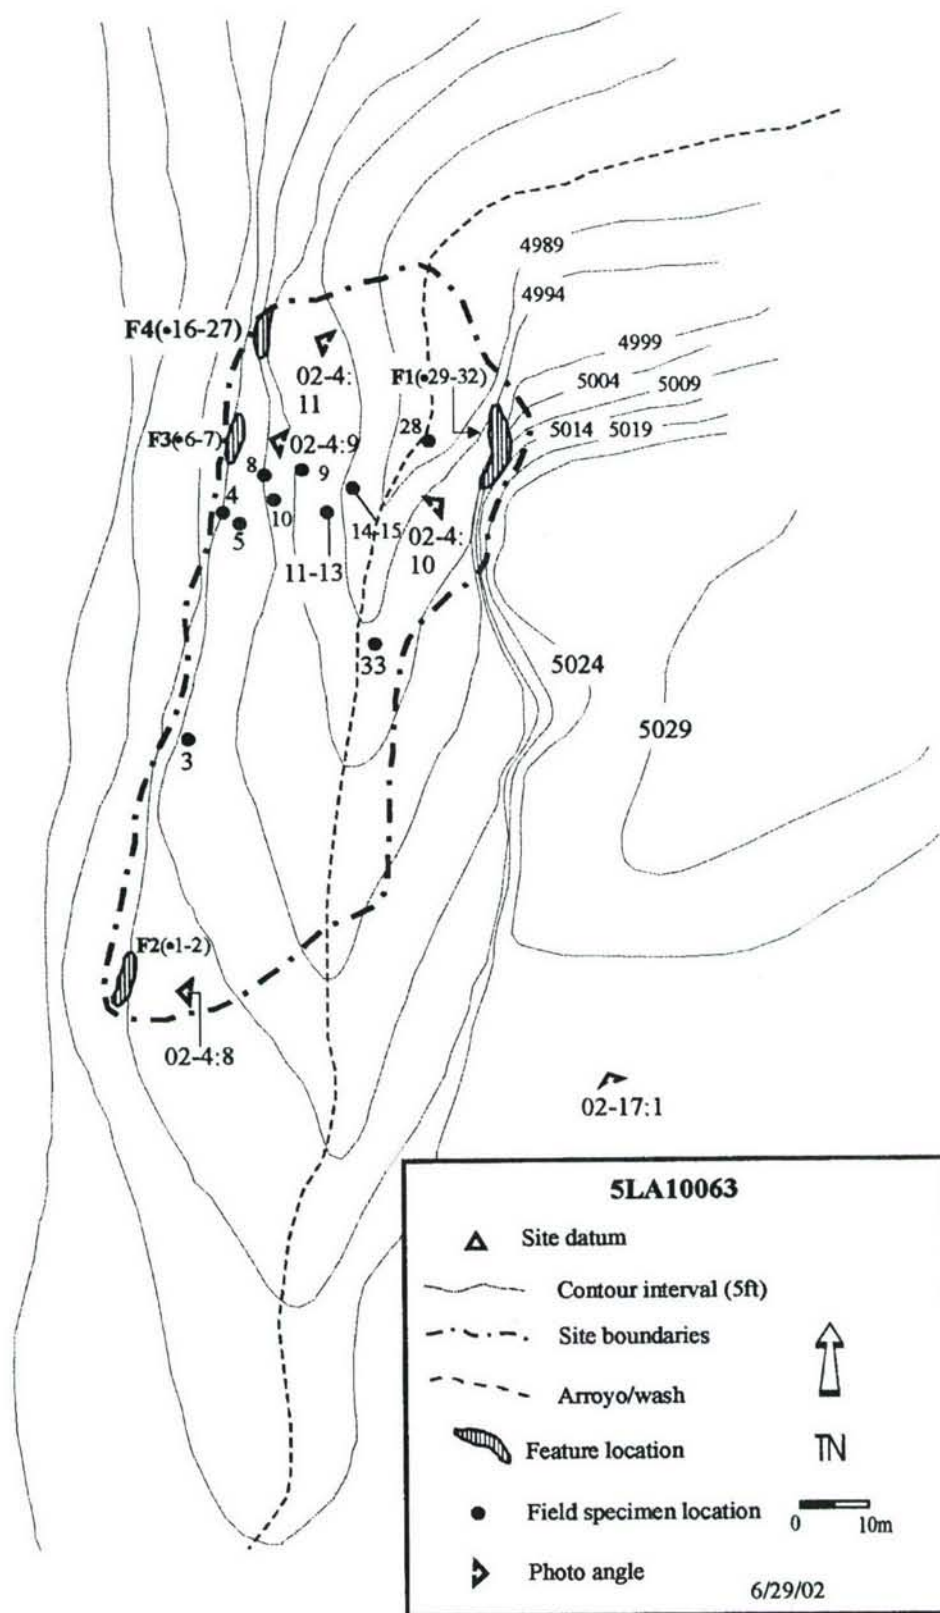 4989
4994
4999
5004
5009
5014
5019
F4(•16-27)
02-4:
11
F1(•29-32)
F3(•6-7)
02-4:9
28
8
9
4
10
5
14-15
11-13
02-4:
10
33
5024
5029
3
F2(•1-2)
02-4:8
02-17:1
5LA10063
Site datum
Contour interval (5ft)
Site boundaries
Arroyo/wash
Feature location
TN
Field specimen location
0 10m
Photo angle
6/29/02